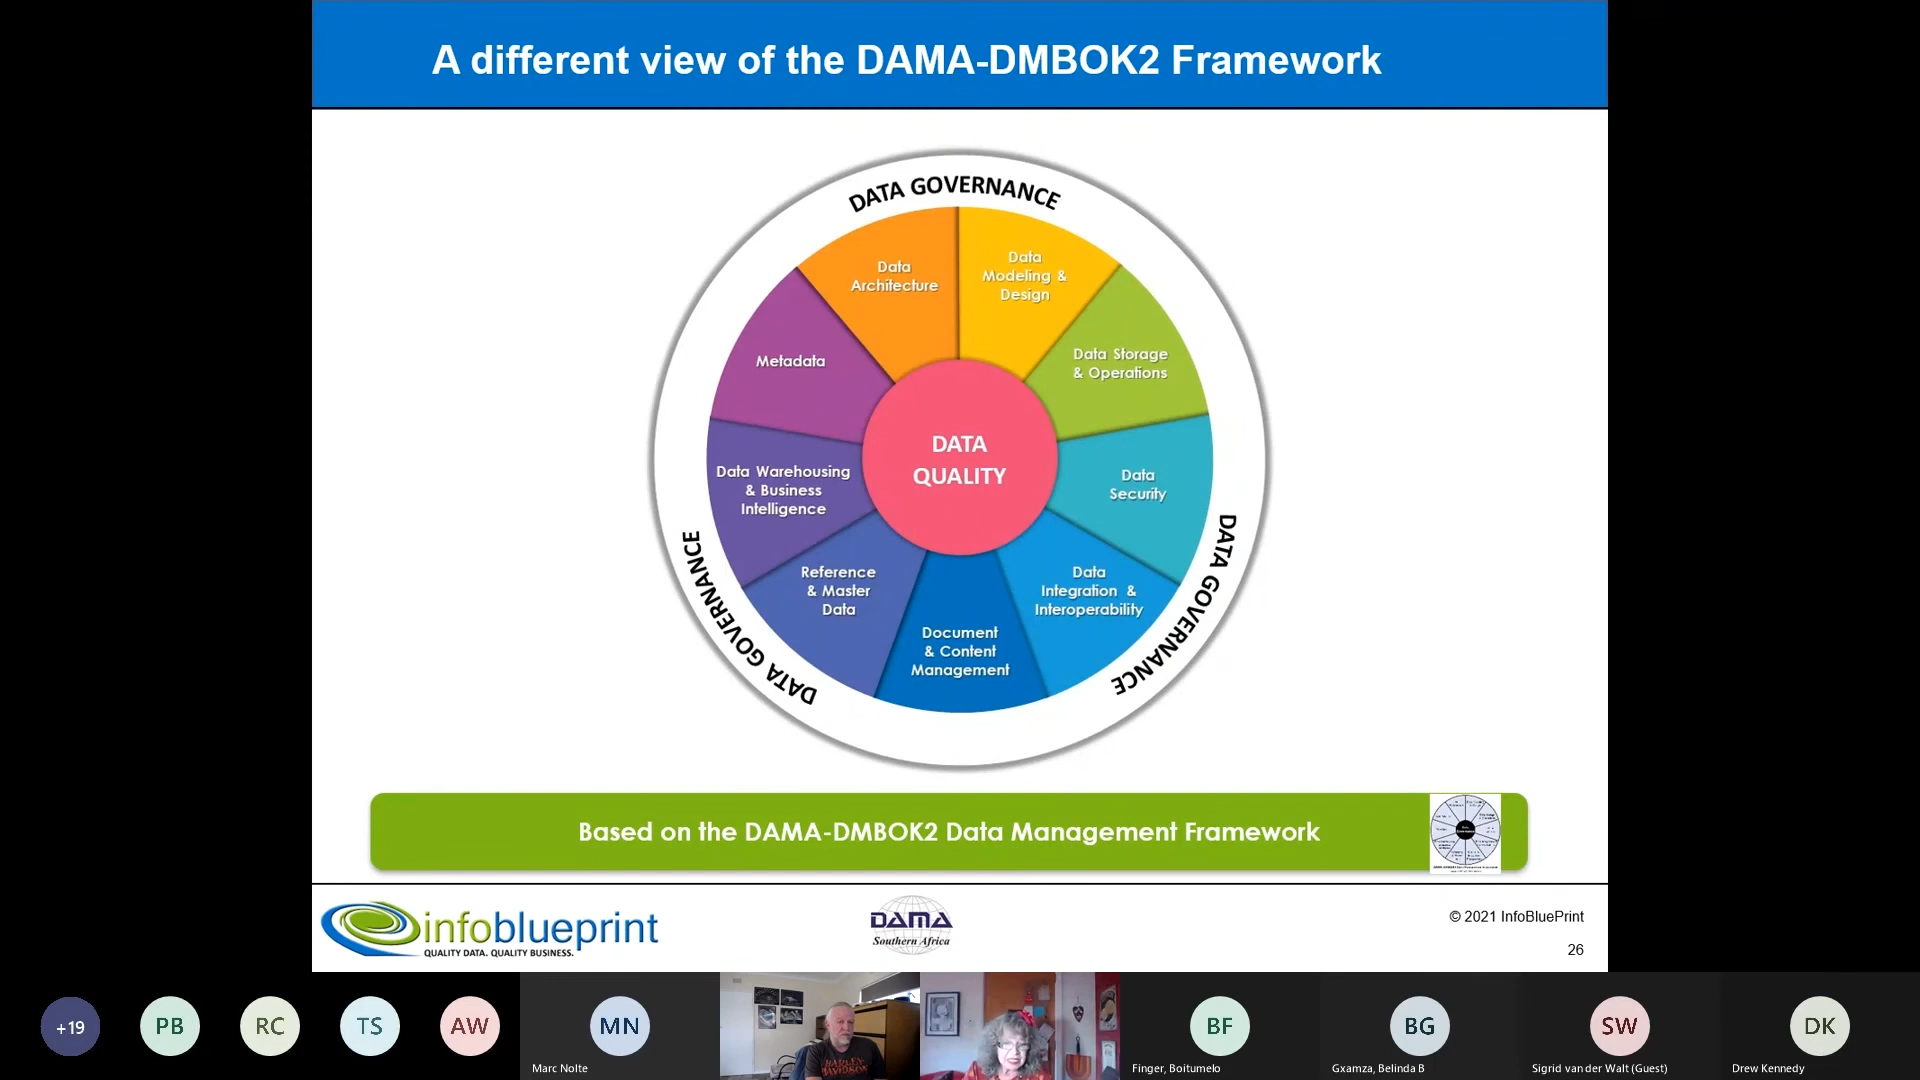 A different view of the DAMA-DMBOK2 Framework
DATA GOVERNANCE
DATA GOVERNANCE
DATA GOVERNANCE
Data
Architecture
Data
Modeling &
Design
Data Storage
& Operations
Data
Security
Data
Integration &
Interoperability
Document
& Content
Management
Reference
& Master
Data
Data Warehousing
& Business
Intelligence
Metadata
DATA
QUALITY
Based on the DAMA-DMBOK2 Data Management Framework
infoblueprint
QUALITY DATA. QUALITY BUSINESS.
DAMA
Southern Africa
© 2021 InfoBluePrint
26
+19
PB
RC
TS
AW
MN
Marc Nolte
HARLEY
DAVIDSON
BF
Finger, Boitumelo
BG
Gxamza, Belinda B
SW
Sigrid van der Walt (Guest)
DK
Drew Kennedy